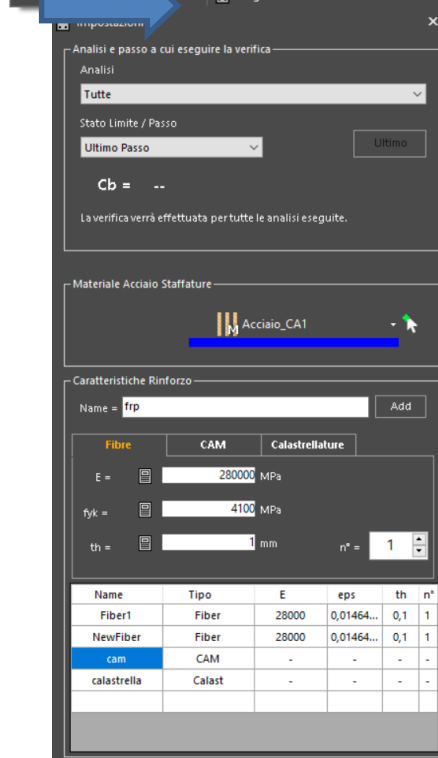 Impostazioni
Analisi e passo a cui eseguire la verifica
Analisi
Tutte
Stato Limite / Passo
Ultimo Passo
Ultimo
Cb = --
La verifica verrà effettuata per tutte le analisi eseguite.
Materiale Acciaio Staffature
M Acciaio_CA1
Caratteristiche Rinforzo
Name = frp Add
Fibre CAM Calastrellature
E = 280000 MPa
fyk = 4100 MPa
th = 1 mm n° = 1
Name Tipo E eps th n°
Fiber1 Fiber 28000 0,01464... 0,1 1
NewFiber Fiber 28000 0,01464... 0,1 1
cam CAM - - - -
calastrella Calast - - - -